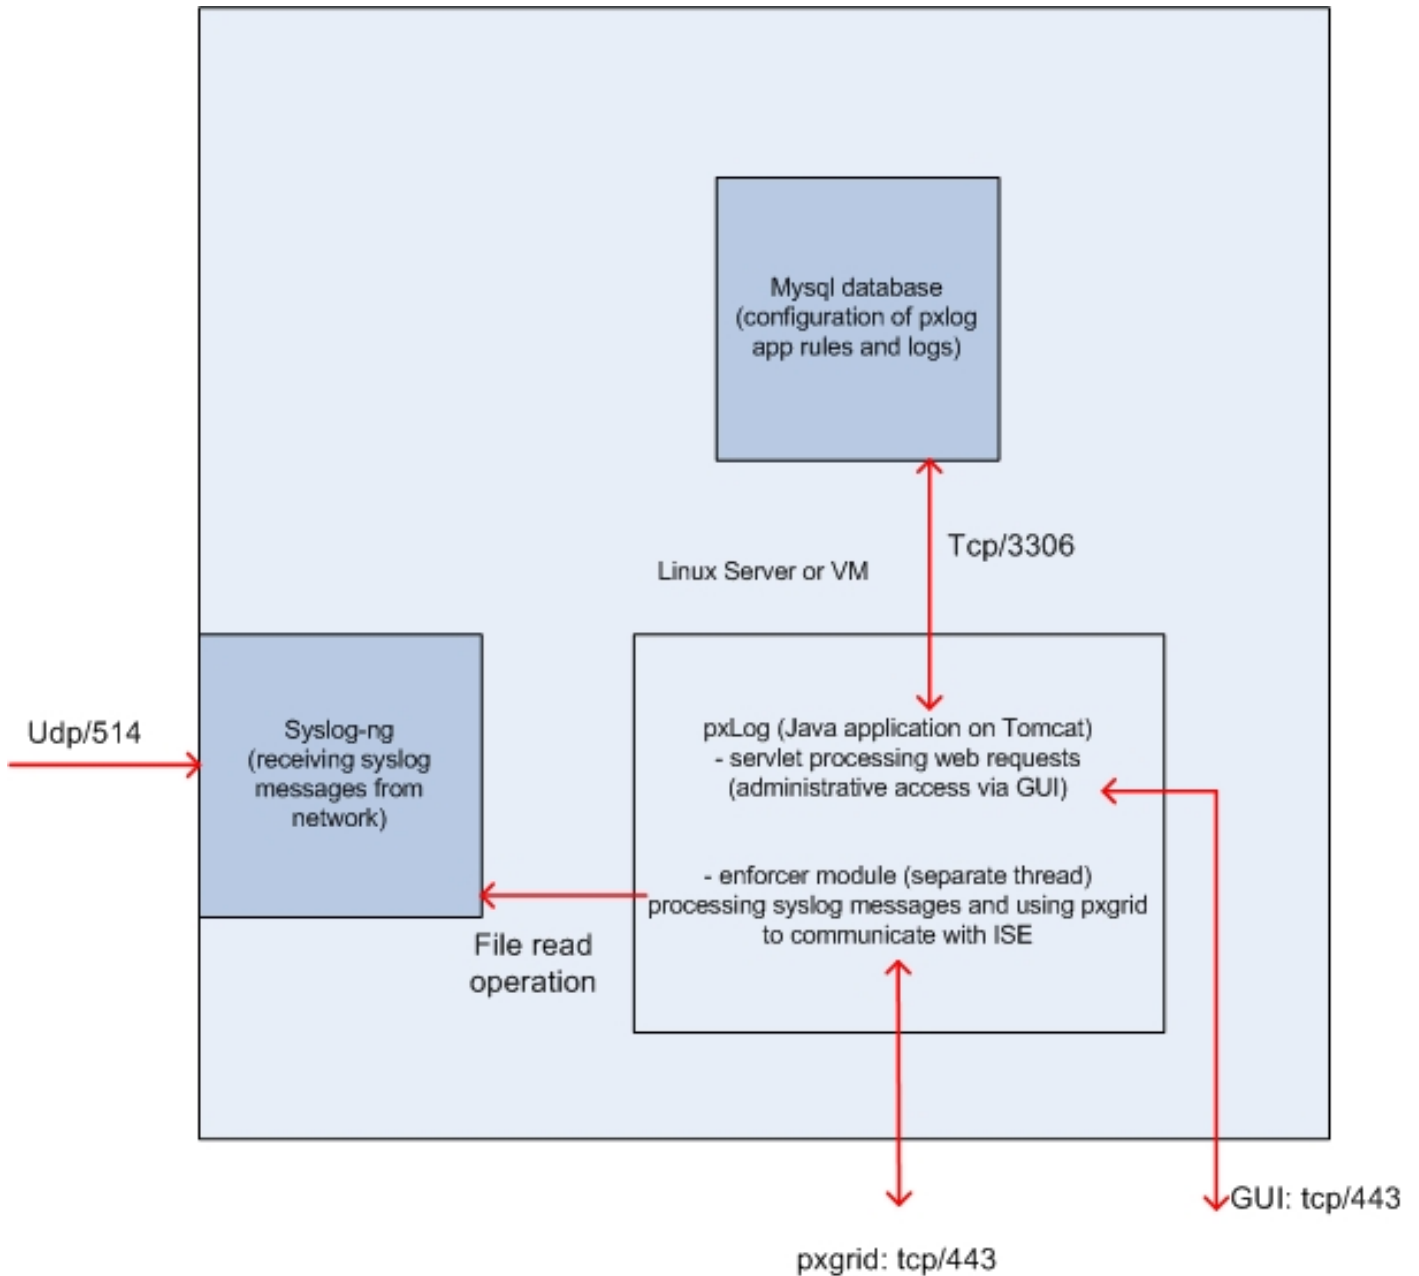 Mysql database
(configuration of pxlog
app rules and logs)
Tcp/3306
Linux Server or VM
Udp/514
Syslog-ng
(receiving syslog
messages from
network)
pxLog (Java application on Tomcat)
- servlet processing web requests
(administrative access via GUI)
- enforcer module (separate thread)
processing syslog messages and using pxgrid
to communicate with ISE
File read
operation
GUI: tcp/443
pxgrid: tcp/443